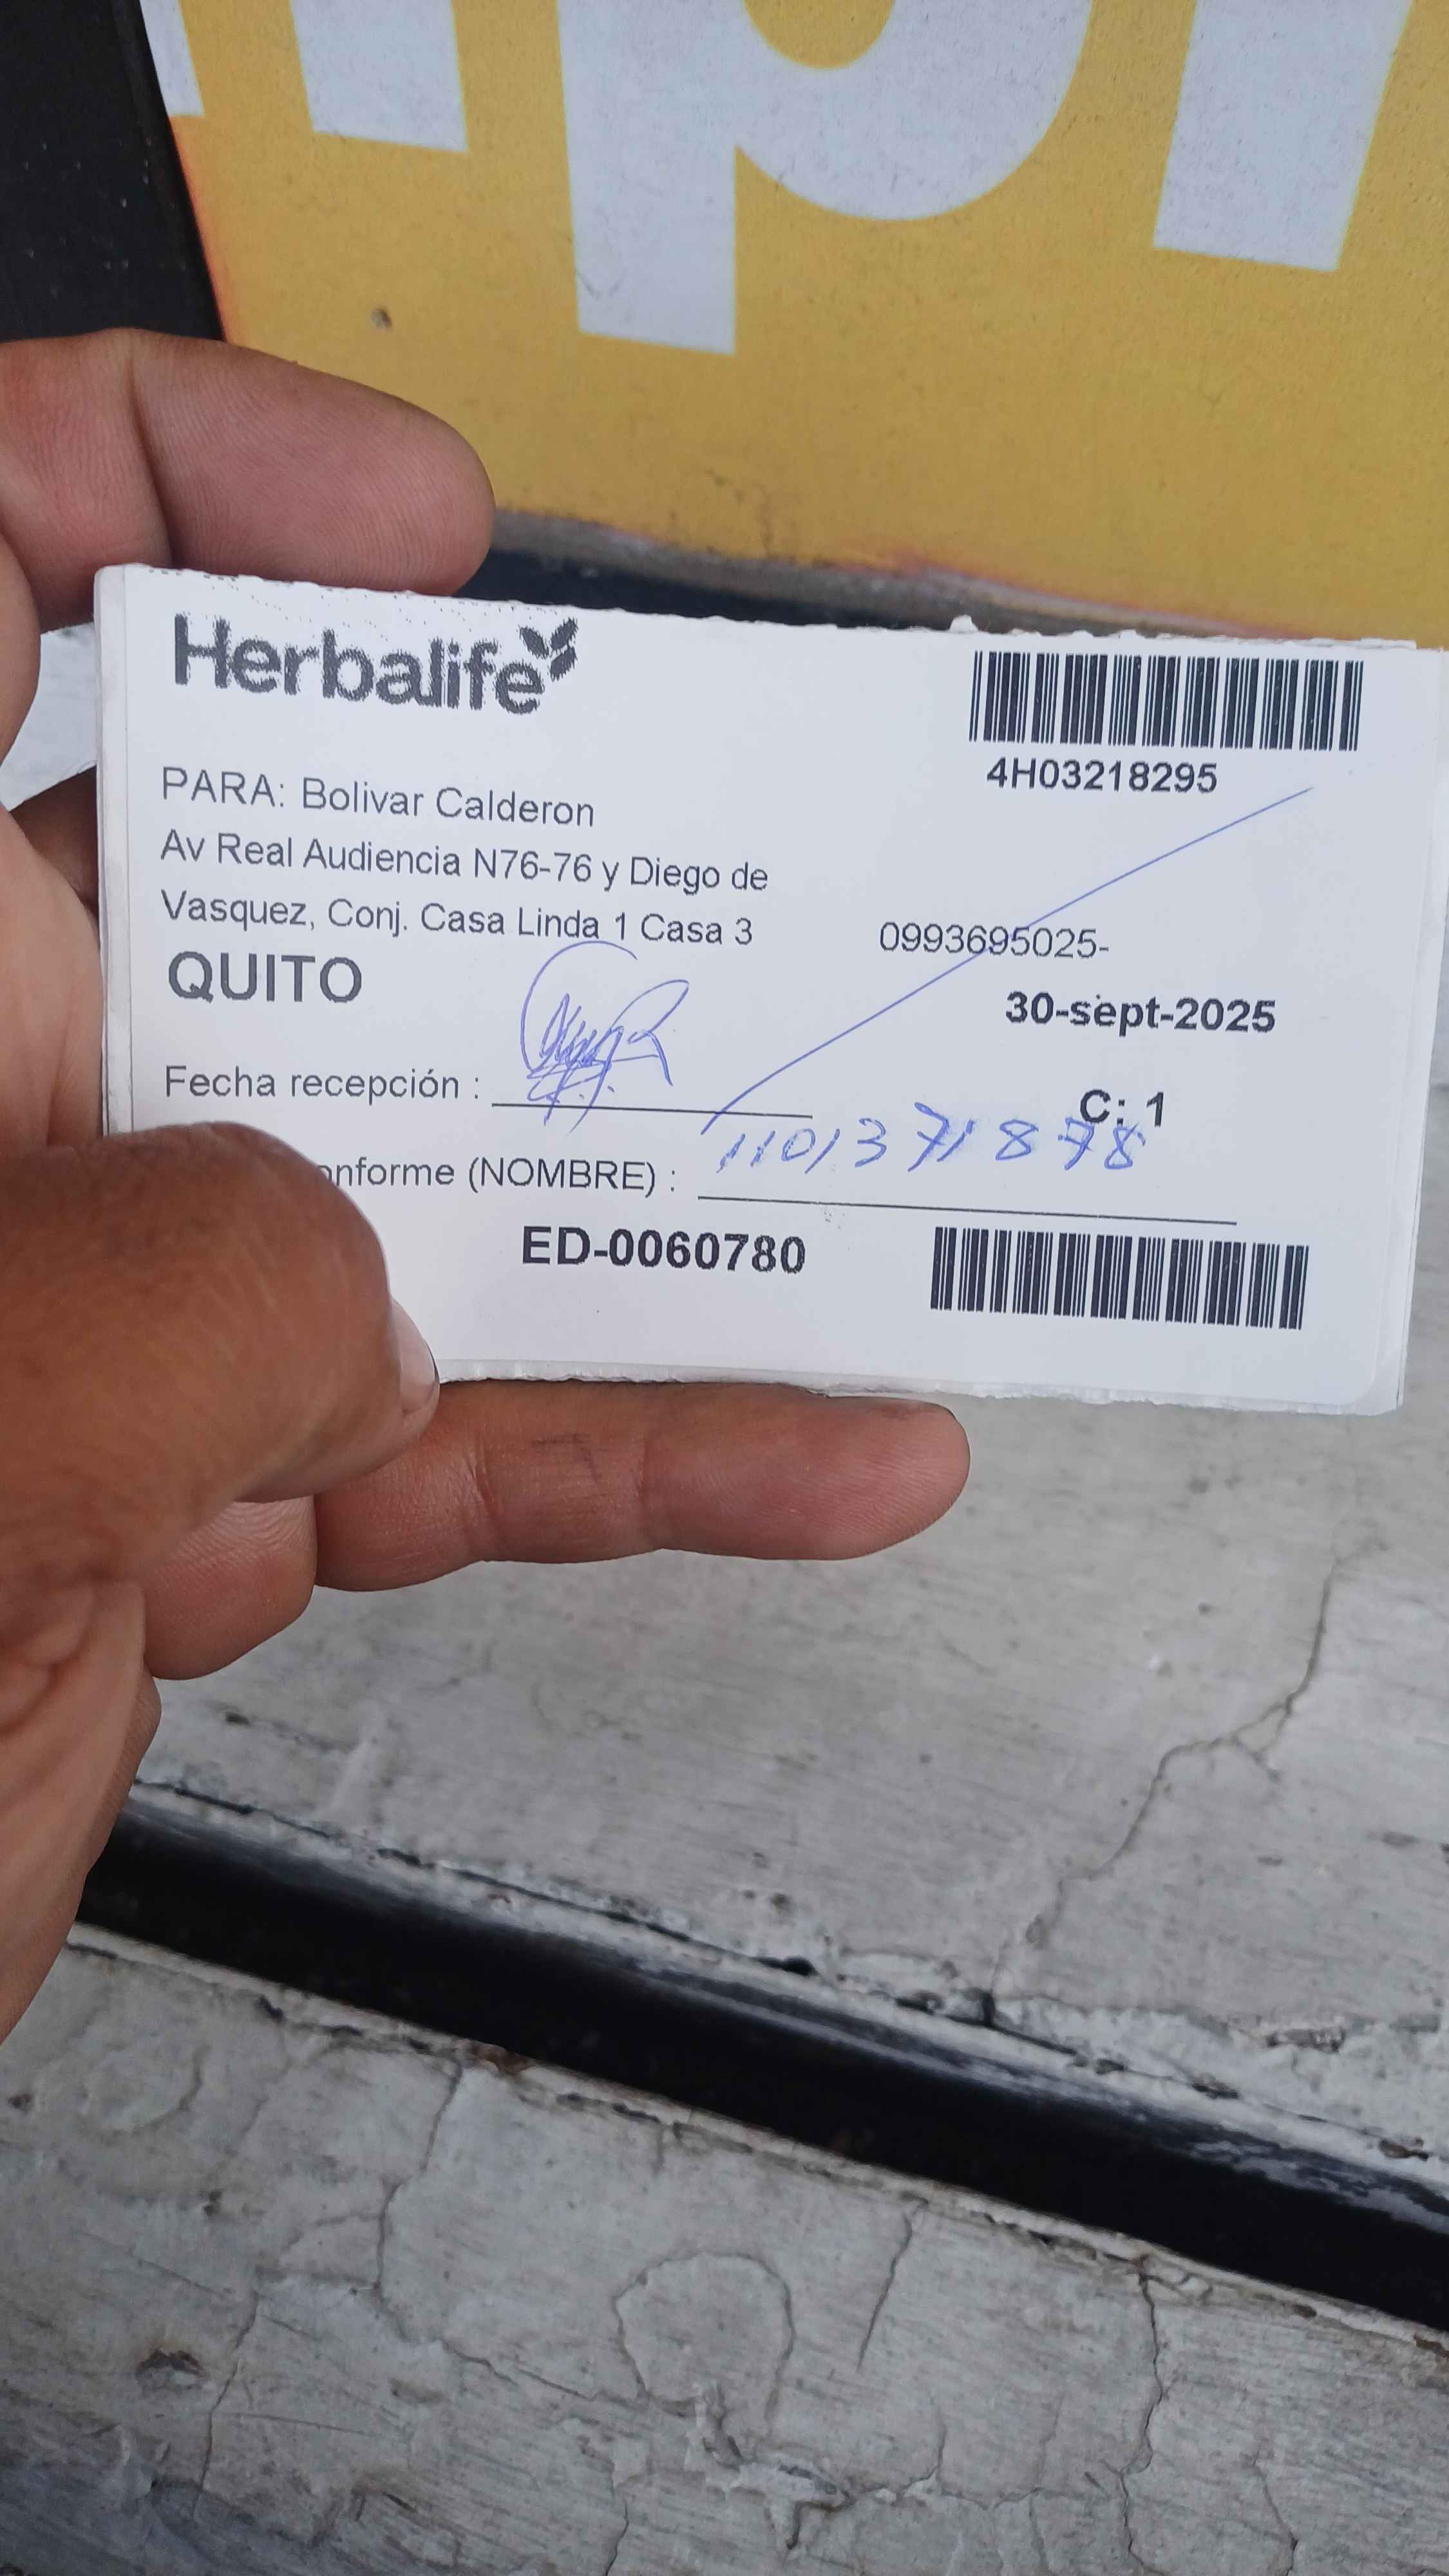 Herbalife
4H03218295
PARA: Bolivar Calderon
Av Real Audiencia N76-76 y Diego de
Vasquez, Conj. Casa Linda 1 Casa 3
0993695025-
QUITO
30-sept-2025
Fecha recepción :
C: 1
onforme (NOMBRE) : 1101371878
ED-0060780